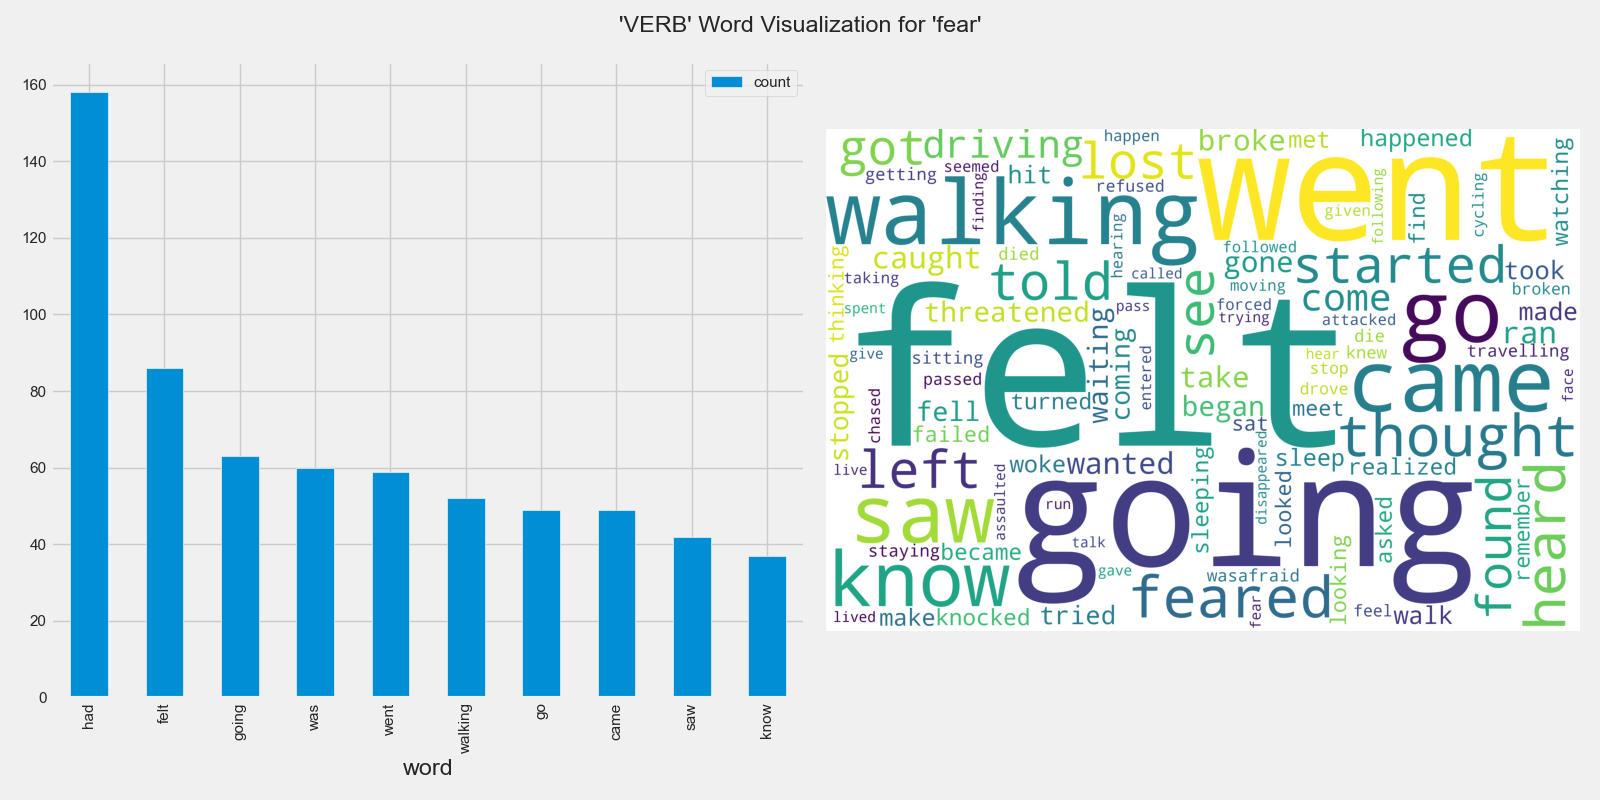 'VERB' Word Visualization for 'fear'
count
160
140
120
100
80
60
40
20
0
had
felt
going
was
went
walking
go
came
saw
know
word
got
driving
happen
lost
broke
met
happened
getting
seemed
finding
hit
refused
went
walking
given
following
find
cycling
watching
caught
died
hearing
followed
gone
started
took
taking
told
called
moving
broken
thinking
spent
threatened
pass
see
forced
trying
come
attacked
go
made
ran
felt
give
sitting
waiting
coming
entered
die
hear
knew
stop
travelling
passed
take
drove
came
face
stopped
chased
fell
turned
began
meet
failed
sat
thought
live
left
woke
wanted
sleeping
disappeared
sleep
realized
assaulted
saw
going
run
looked
asked
found
remember
heard
staying
became
talk
know
gave
wasafraid
looking
lived
make
knocked
tried
feared
fear
feel
walk